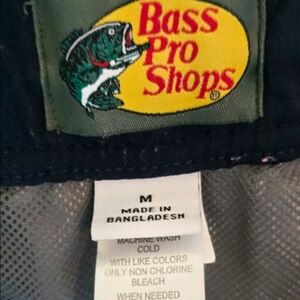 Bass
Pro
Shops®
M
MADE IN
BANGLADESH
MACHINE WASH
COLD
WITH LIKE COLORS
ONLY NON CHLORINE
BLEACH
WHEN NEEDED